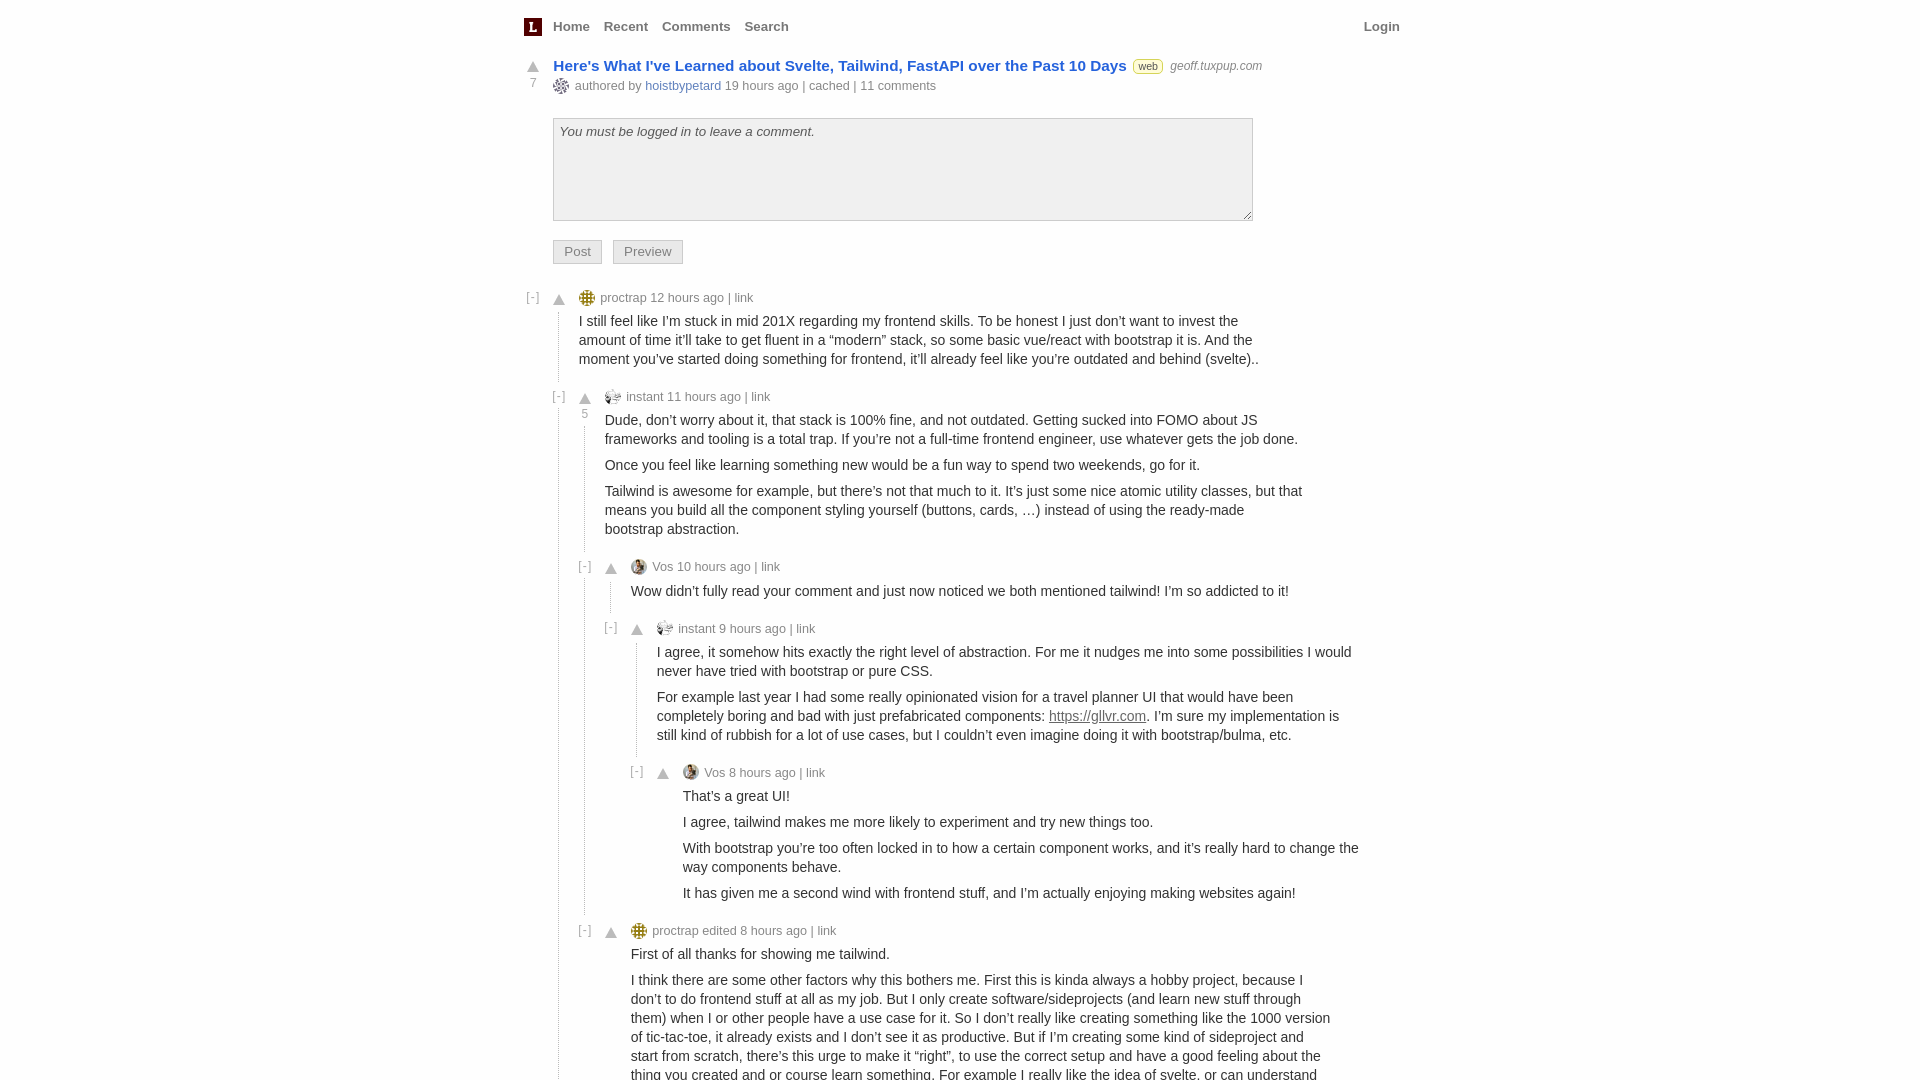 L Home Recent Comments Search Login
Here's What I've Learned about Svelte, Tailwind, FastAPI over the Past 10 Days web geoff.tuxpup.com
7 authored by hoistbypetard 19 hours ago | cached | 11 comments
You must be logged in to leave a comment.
Post Preview
[-] proctrap 12 hours ago | link
I still feel like I’m stuck in mid 201X regarding my frontend skills. To be honest I just don’t want to invest the
amount of time it’ll take to get fluent in a “modern” stack, so some basic vue/react with bootstrap it is. And the
moment you’ve started doing something for frontend, it’ll already feel like you’re outdated and behind (svelte)..
[-] instant 11 hours ago | link
5
Dude, don’t worry about it, that stack is 100% fine, and not outdated. Getting sucked into FOMO about JS
frameworks and tooling is a total trap. If you’re not a full-time frontend engineer, use whatever gets the job done.
Once you feel like learning something new would be a fun way to spend two weekends, go for it.
Tailwind is awesome for example, but there’s not that much to it. It’s just some nice atomic utility classes, but that
means you build all the component styling yourself (buttons, cards, …) instead of using the ready-made
bootstrap abstraction.
[-] Vos 10 hours ago | link
Wow didn’t fully read your comment and just now noticed we both mentioned tailwind! I’m so addicted to it!
[-] instant 9 hours ago | link
I agree, it somehow hits exactly the right level of abstraction. For me it nudges me into some possibilities I would
never have tried with bootstrap or pure CSS.
For example last year I had some really opinionated vision for a travel planner UI that would have been
completely boring and bad with just prefabricated components: https://gllvr.com. I’m sure my implementation is
still kind of rubbish for a lot of use cases, but I couldn’t even imagine doing it with bootstrap/bulma, etc.
[-] Vos 8 hours ago | link
That’s a great UI!
I agree, tailwind makes me more likely to experiment and try new things too.
With bootstrap you’re too often locked in to how a certain component works, and it’s really hard to change the
way components behave.
It has given me a second wind with frontend stuff, and I’m actually enjoying making websites again!
[-] proctrap edited 8 hours ago | link
First of all thanks for showing me tailwind.
I think there are some other factors why this bothers me. First this is kinda always a hobby project, because I
don’t to do frontend stuff at all as my job. But I only create software/sideprojects (and learn new stuff through
them) when I or other people have a use case for it. So I don’t really like creating something like the 1000 version
of tic-tac-toe, it already exists and I don’t see it as productive. But if I’m creating some kind of sideproject and
start from scratch, there’s this urge to make it “right”, to use the correct setup and have a good feeling about the
thing you created and or course learn something. For example I really like the idea of svelte, or can understand